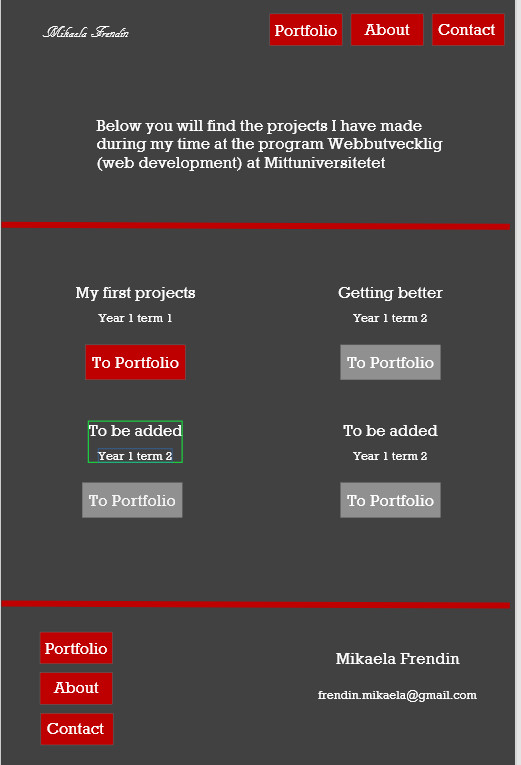 Mikaela Frendin
Portfolio
About
Contact
Below you will find the projects I have made
during my time at the program Webbutvecklig
(web development) at Mittuniversitetet
My first projects
Year 1 term 1
To Portfolio
Getting better
Year 1 term 2
To Portfolio
To be added
Year 1 term 2
To Portfolio
To be added
Year 1 term 2
To Portfolio
Portfolio
About
Contact
Mikaela Frendin
frendin.mikaela@gmail.com